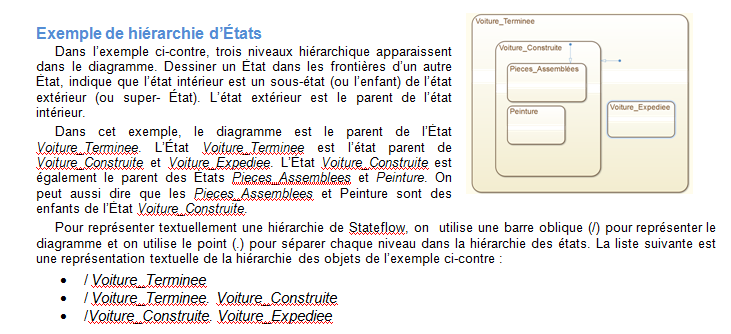 Exemple de hiérarchie d'États
Dans l'exemple ci-contre, trois niveaux hiérarchique apparaissent
dans le diagramme. Dessiner un État dans les frontières d'un autre
État, indique que l'état intérieur est un sous-état (ou l'enfant) de l'état
extérieur (ou super- État). L'état extérieur est le parent de l'état
intérieur.
Dans cet exemple, le diagramme est le parent de l'État
Voiture_Terminee. L'État Voiture_Terminee est l'état parent de
Voiture_Construite et Voiture_Expediee. L'État Voiture_Construite est
également le parent des États Pieces_Assemblees et Peinture. On
peut aussi dire que les Pieces_Assemblees et Peinture sont des
enfants de l'État Voiture_Construite.
Voiture_Terminee
Voiture_Construite
Pieces_Assemblées
Peinture
Voiture_Expediee
Pour représenter textuellement une hiérarchie de Stateflow, on utilise une barre oblique (/) pour représenter le
diagramme et on utilise le point (.) pour séparer chaque niveau dans la hiérarchie des états. La liste suivante est
une représentation textuelle de la hiérarchie des objets de l'exemple ci-contre :
• / Voiture_Terminee
• / Voiture_Terminee. Voiture_Construite
• /Voiture_Construite. Voiture_Expediee